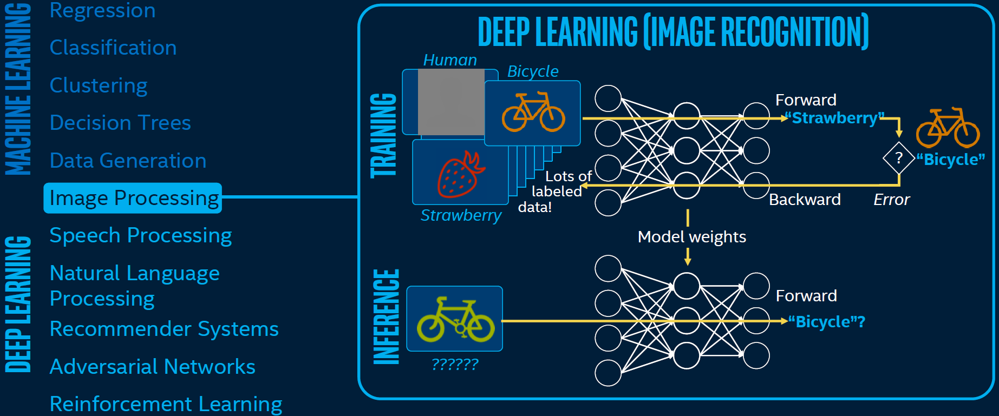 MACHINE LEARNING
Regression
Classification
Clustering
Decision Trees
Data Generation
DEEP LEARNING
Image Processing
Speech Processing
Natural Language
Processing
Recommender Systems
Adversarial Networks
Reinforcement Learning
DEEP LEARNING (IMAGE RECOGNITION)
TRAINING
Human
Bicycle
Strawberry
Lots of
labeled
data!
Forward
“Strawberry”
?
“Bicycle”
Backward
Error
Model weights
INFERENCE
??????
Forward
“Bicycle”?